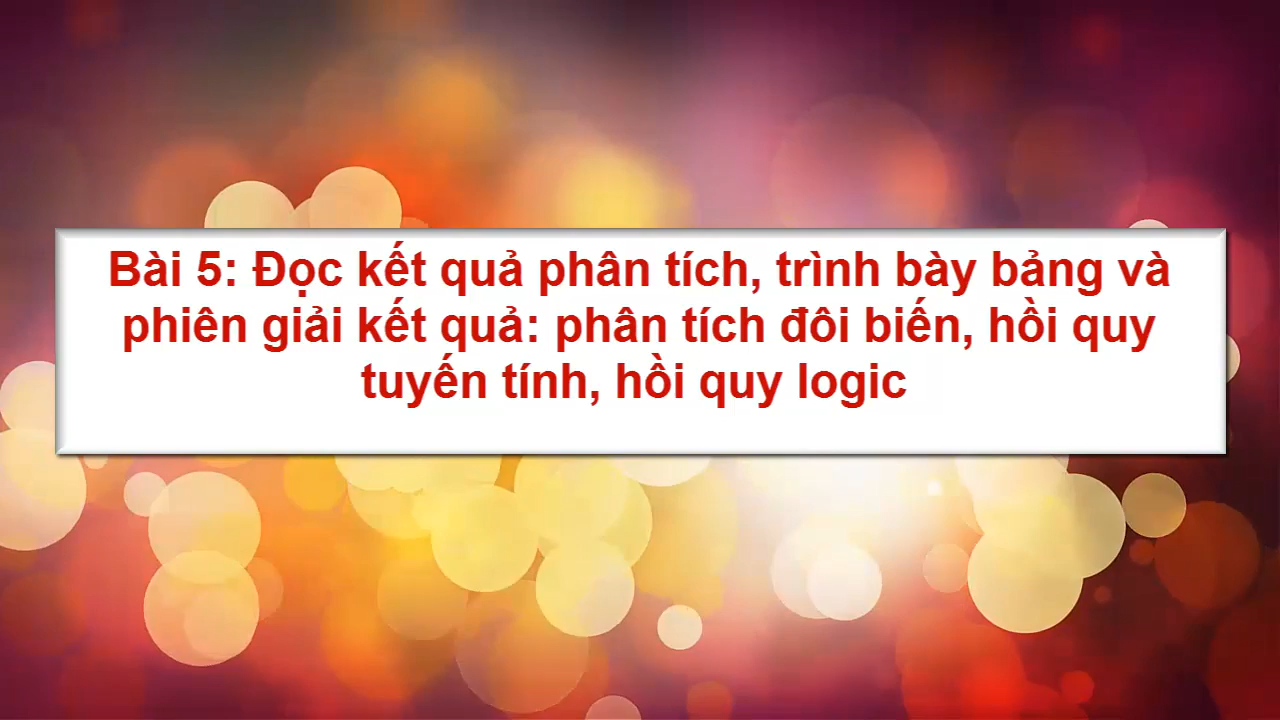 Bài 5: Đọc kết quả phân tích, trình bày bảng và
phiên giải kết quả: phân tích đôi biến, hồi quy
tuyến tính, hồi quy logic